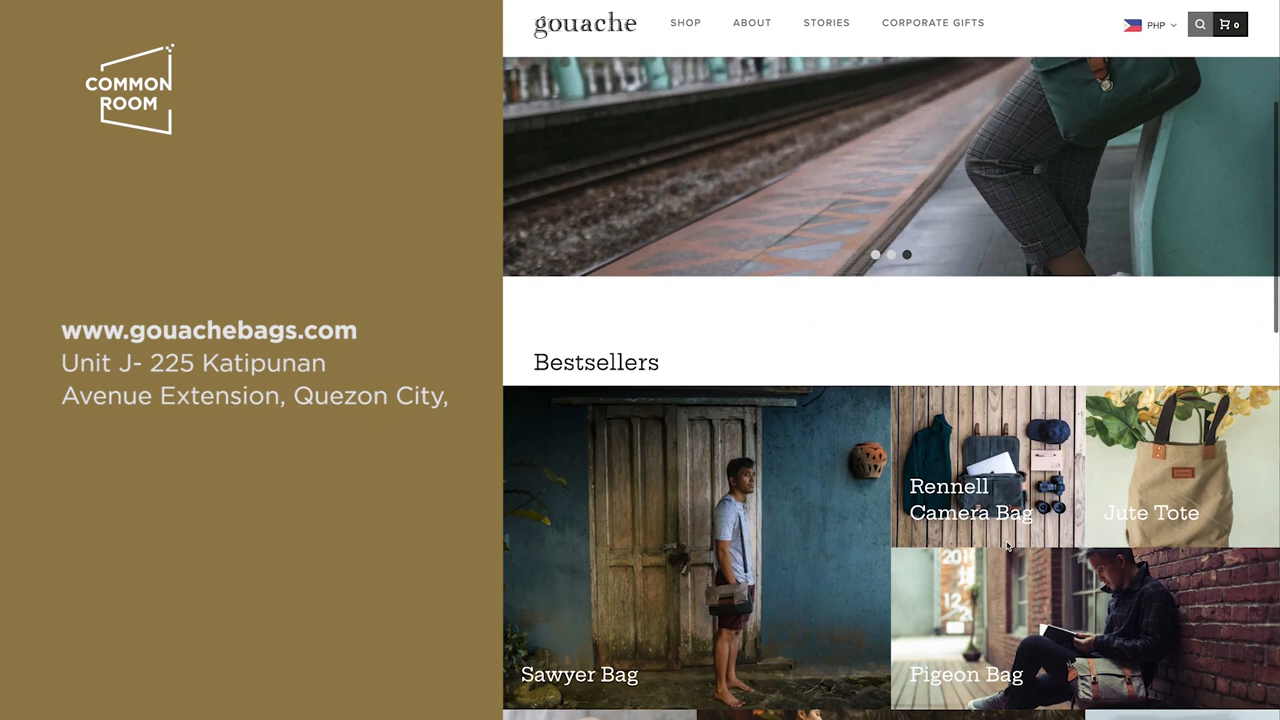 COMMON
ROOM
www.gouachebags.com
Unit J- 225 Katipunan
Avenue Extension, Quezon City,
gouache
SHOP
ABOUT
STORIES
CORPORATE GIFTS
PHP
0
Bestsellers
Sawyer Bag
Rennell
Camera Bag
Jute Tote
Pigeon Bag